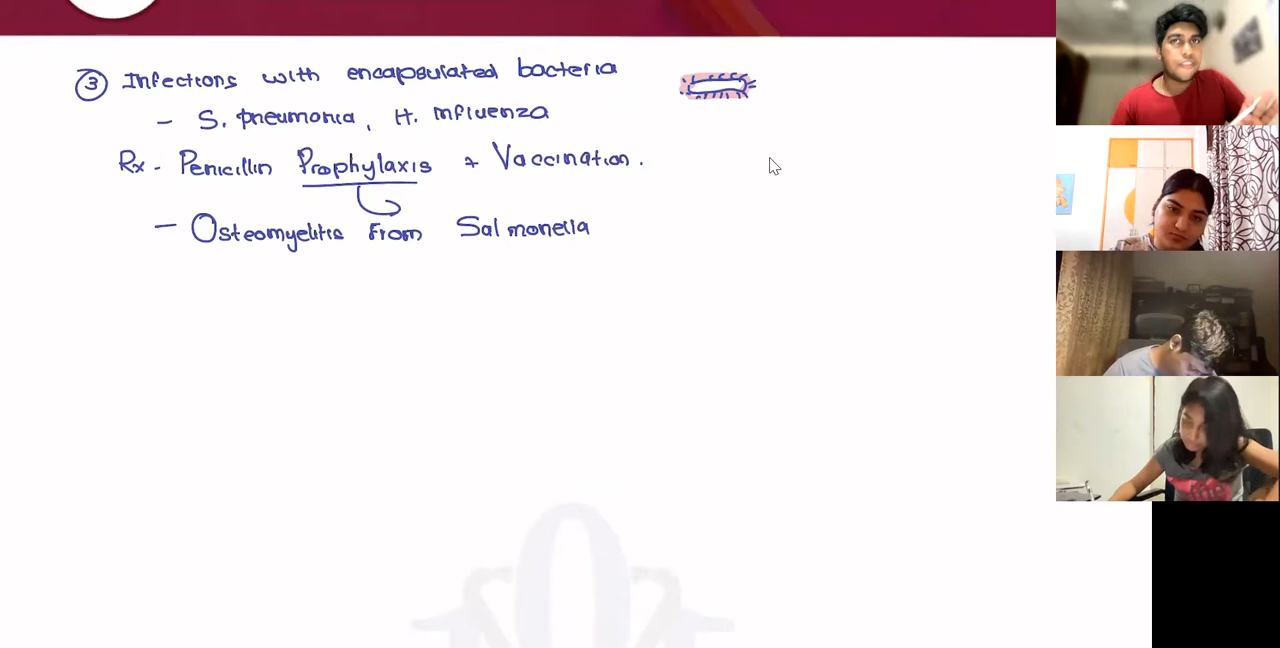 ③ Infections with encapsulated bacteria
- S. pneumonia, H. Influenza
Rx - Penicillin Prophylaxis + Vaccination.
- Osteomyelitis from Salmonella